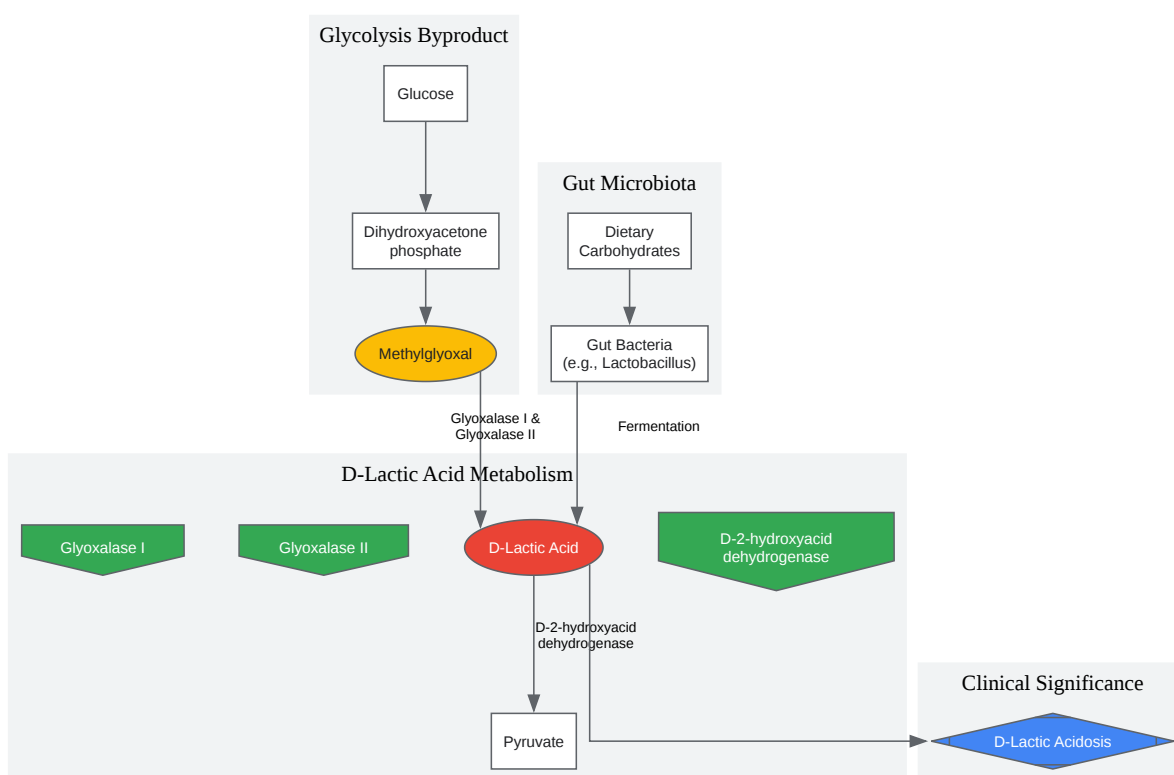 Glycolysis Byproduct
Glucose
Gut Microbiota
Dihydroxyacetone
phosphate
Dietary
Carbohydrates
Methylglyoxal
Gut Bacteria
(e.g., Lactobacillus)
Glyoxalase I &
Glyoxalase II
Fermentation
D-Lactic Acid Metabolism
Glyoxalase I
Glyoxalase II
D-Lactic Acid
D-2-hydroxyacid
dehydrogenase
D-2-hydroxyacid
dehydrogenase
Clinical Significance
Pyruvate
D-Lactic Acidosis